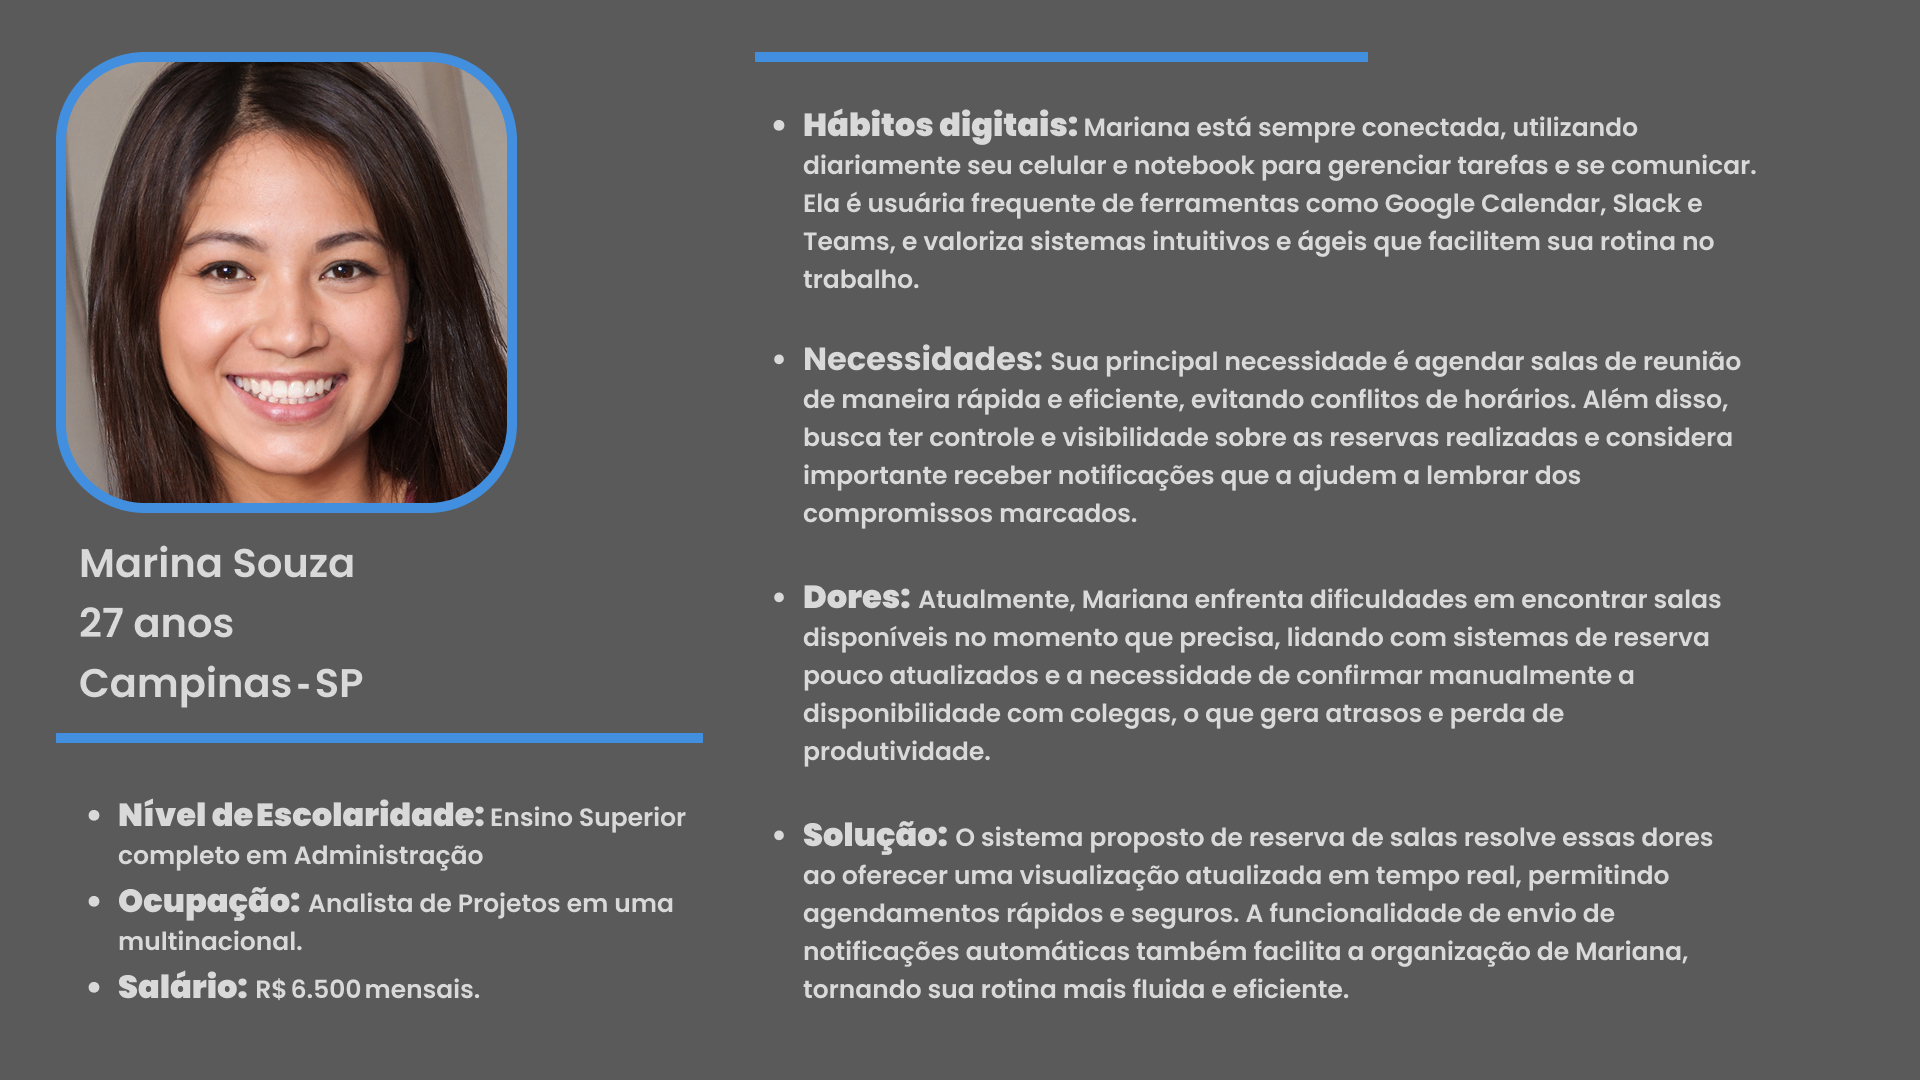 Marina Souza
27 anos
Campinas - SP
• Nível de Escolaridade: Ensino Superior
completo em Administração
• Ocupação: Analista de Projetos em uma
multinacional.
• Salário: R$ 6.500 mensais.
• Hábitos digitais: Mariana está sempre conectada, utilizando
diariamente seu celular e notebook para gerenciar tarefas e se comunicar.
Ela é usuária frequente de ferramentas como Google Calendar, Slack e
Teams, e valoriza sistemas intuitivos e ágeis que facilitem sua rotina no
trabalho.
• Necessidades: Sua principal necessidade é agendar salas de reunião
de maneira rápida e eficiente, evitando conflitos de horários. Além disso,
busca ter controle e visibilidade sobre as reservas realizadas e considera
importante receber notificações que a ajudem a lembrar dos
compromissos marcados.
• Dores: Atualmente, Mariana enfrenta dificuldades em encontrar salas
disponíveis no momento que precisa, lidando com sistemas de reserva
pouco atualizados e a necessidade de confirmar manualmente a
disponibilidade com colegas, o que gera atrasos e perda de
produtividade.
• Solução: O sistema proposto de reserva de salas resolve essas dores
ao oferecer uma visualização atualizada em tempo real, permitindo
agendamentos rápidos e seguros. A funcionalidade de envio de
notificações automáticas também facilita a organização de Mariana,
tornando sua rotina mais fluida e eficiente.